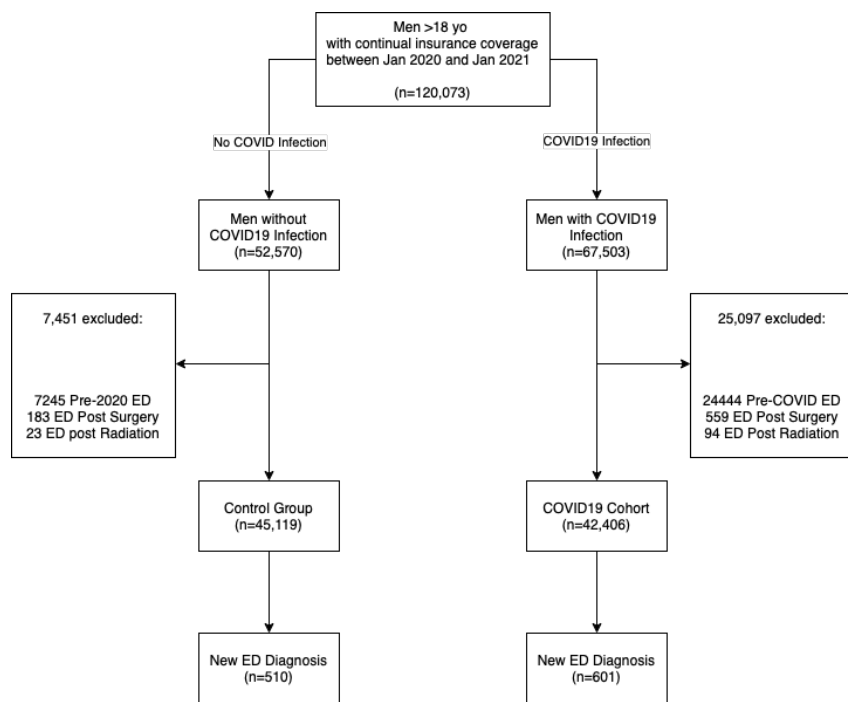 Men >18 yo
with continual insurance coverage
between Jan 2020 and Jan 2021
(n=120,073)
No COVID Infection
COVID19 Infection
Men without
COVID19 Infection
(n=52,570)
Men with COVID19
Infection
(n=67,503)
7,451 excluded:
7245 Pre-2020 ED
183 ED Post Surgery
23 ED post Radiation
25,097 excluded:
24444 Pre-COVID ED
559 ED Post Surgery
94 ED Post Radiation
Control Group
(n=45,119)
COVID19 Cohort
(n=42,406)
New ED Diagnosis
(n=510)
New ED Diagnosis
(n=601)